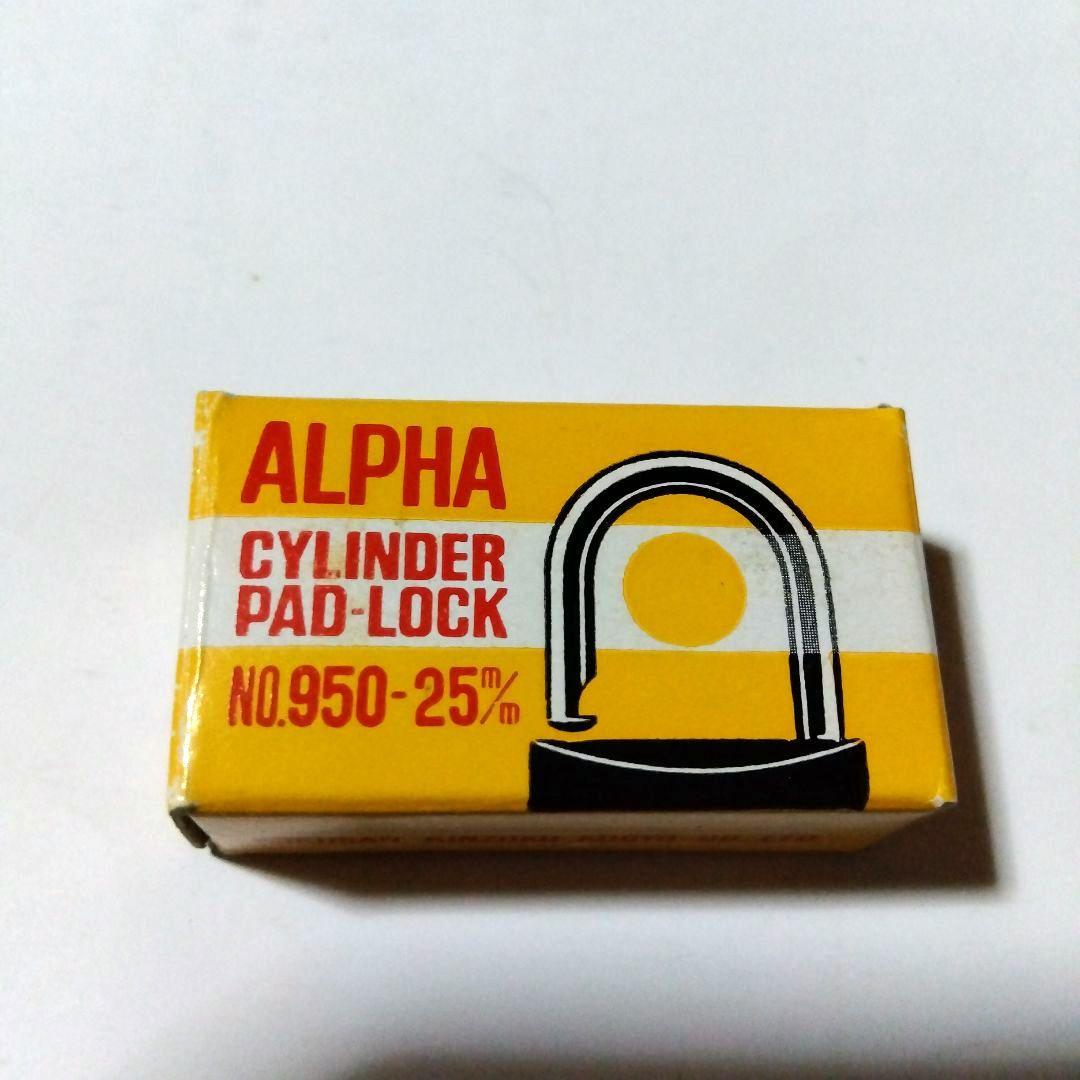 ALPHA
CYLINDER
PAD-LOCK
NO.950-25m/m